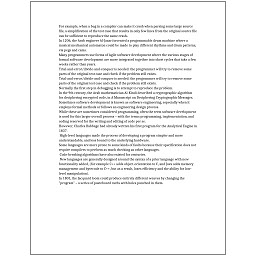 For example, when a bug in a compiler can make it crash when parsing some large source
file, a simplification of the test case that results in only few lines from the original source file
can be sufficient to reproduce the same crash.
In 1206, the Arab engineer Al-Jazari invented a programmable drum machine where a
musical mechanical automaton could be made to play different rhythms and drum patterns,
via pegs and cams.
Many programmers use forms of Agile software development where the various stages of
formal software development are more integrated together into short cycles that take a few
weeks rather than years.
Trial-and-error/divide-and-conquer is needed: the programmer will try to remove some
parts of the original test case and check if the problem still exists.
Trial-and-error/divide-and-conquer is needed: the programmer will try to remove some
parts of the original test case and check if the problem still exists.
Normally the first step in debugging is to attempt to reproduce the problem.
In the 9th century, the Arab mathematician Al-Kindi described a cryptographic algorithm
for deciphering encrypted code, in A Manuscript on Deciphering Cryptographic Messages.
Sometimes software development is known as software engineering, especially when it
employs formal methods or follows an engineering design process.
While these are sometimes considered programming, often the term software development
is used for this larger overall process – with the terms programming, implementation, and
coding reserved for the writing and editing of code per se.
However, Charles Babbage had already written his first program for the Analytical Engine in
1837.
High-level languages made the process of developing a program simpler and more
understandable, and less bound to the underlying hardware.
Some languages are more prone to some kinds of faults because their specification does not
require compilers to perform as much checking as other languages.
Code-breaking algorithms have also existed for centuries.
New languages are generally designed around the syntax of a prior language with new
functionality added, (for example C++ adds object-orientation to C, and Java adds memory
management and bytecode to C++, but as a result, loses efficiency and the ability for low-
level manipulation).
In 1801, the Jacquard loom could produce entirely different weaves by changing the
"program" – a series of pasteboard cards with holes punched in them.